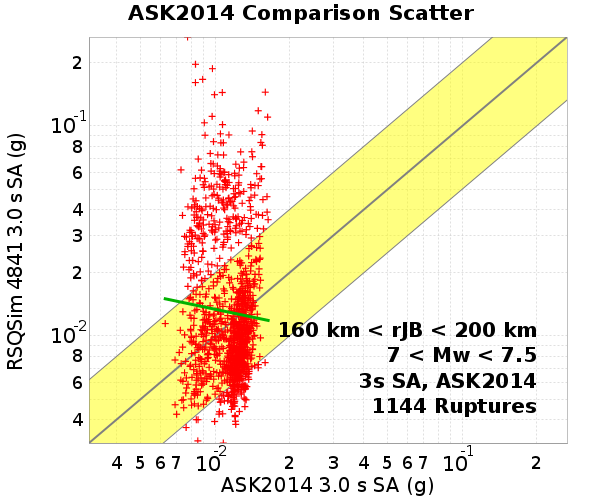 ASK2014 Comparison Scatter
RSQSim 4841 3.0 s SA (g)
2
10-1
8
6
4
3
2
10-2
8
6
4
160 km < rJB < 200 km
7 < Mw < 7.5
3s SA, ASK2014
1144 Ruptures
4 5 6 7 10-2 2 3 4 5 6 7 10-1 2
ASK2014 3.0 s SA (g)